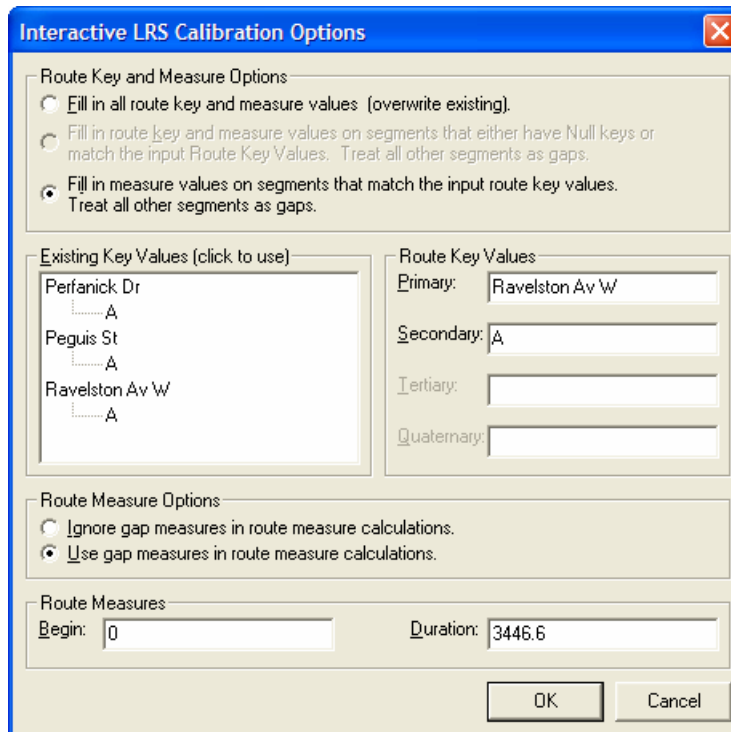 Interactive LRS Calibration Options
Route Key and Measure Options
Fill in all route key and measure values (overwrite existing).
Fill in route key and measure values on segments that either have Null keys or
match the input Route Key Values. Treat all other segments as gaps.
Fill in measure values on segments that match the input route key values.
Treat all other segments as gaps.
Existing Key Values (click to use)
Perfanick Dr
A
Peguis St
A
Ravelston Av W
A
Route Key Values
Primary: Ravelston Av W
Secondary: A
Tertiary:
Quaternary:
Route Measure Options
Ignore gap measures in route measure calculations.
Use gap measures in route measure calculations.
Route Measures
Begin: 0 Duration: 3446.6
OK Cancel